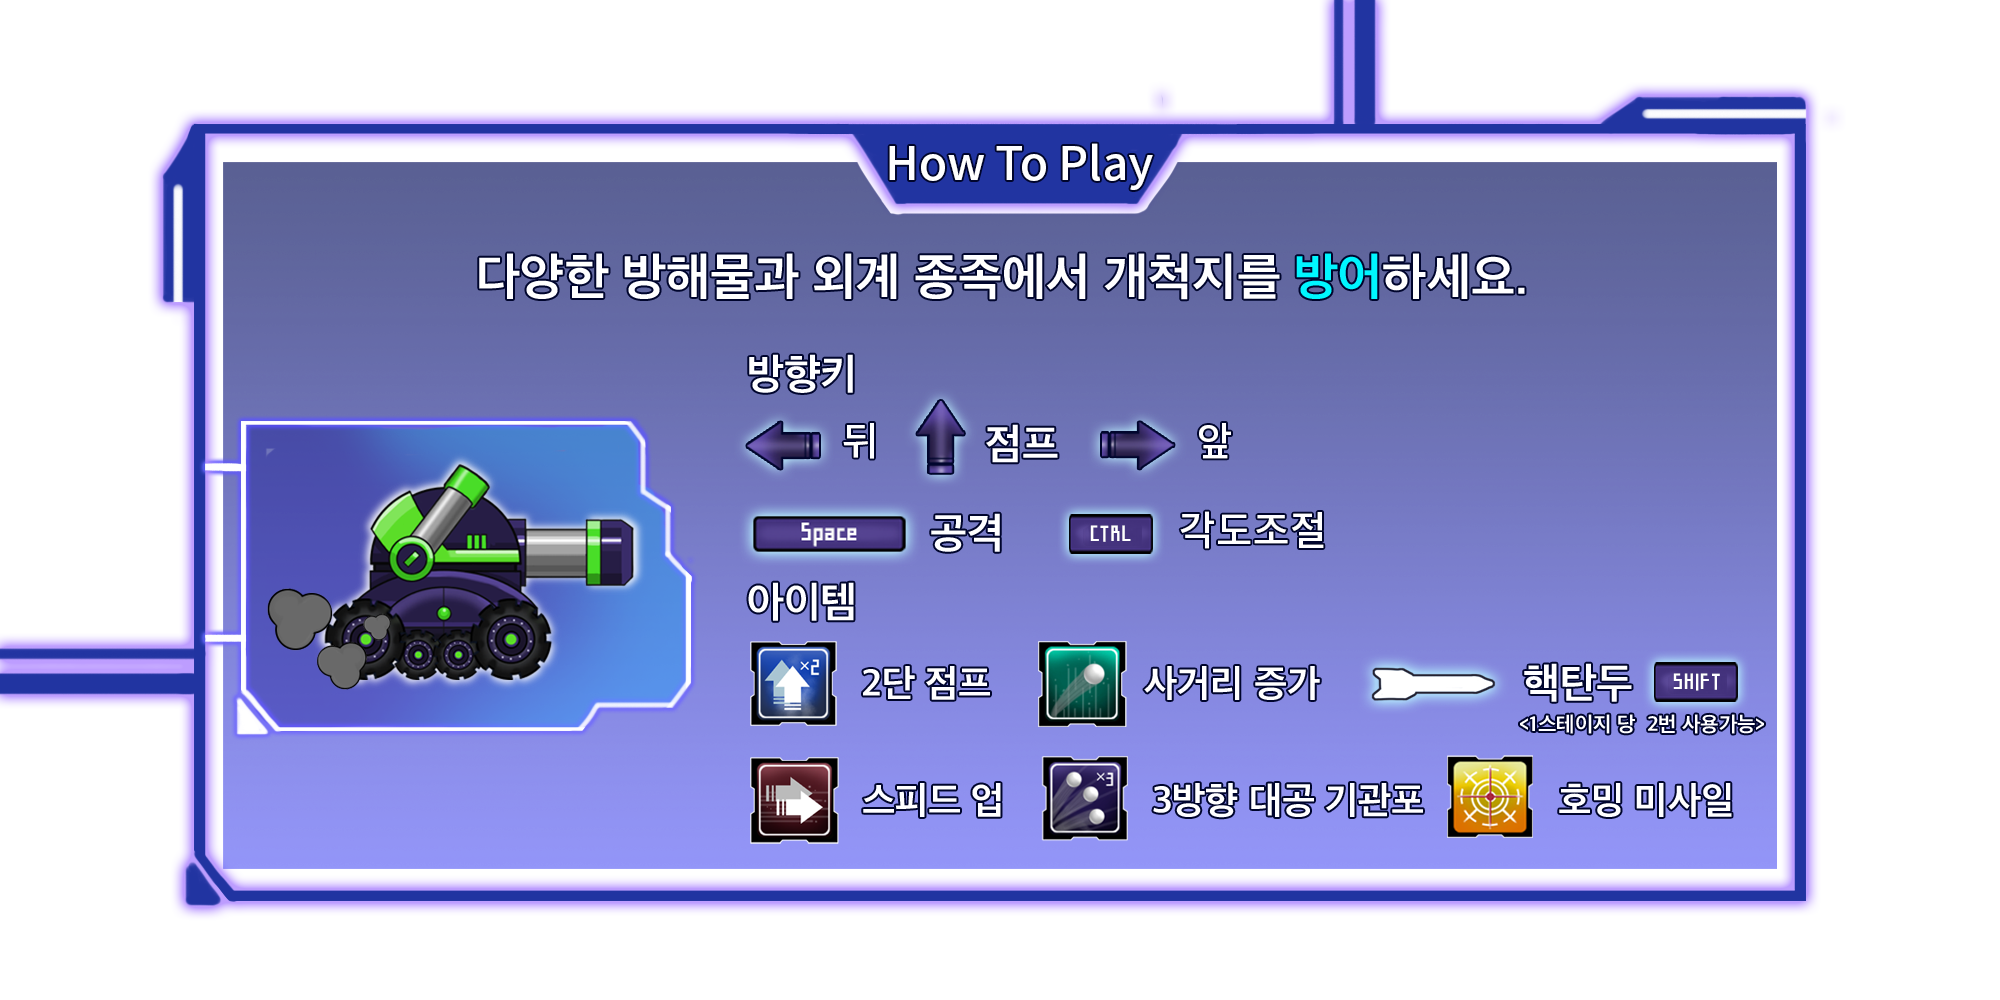 How To Play
다양한 방해물과 외계 종족에서 개척지를 방어하세요.
방향키
뒤 점프 앞
Space 공격 CTRL 각도조절
아이템
×2 2단 점프 사거리 증가 핵탄두 SHIFT
<1스테이지 당 2번 사용가능>
스피드 업 ×3 3방향 대공 기관포 호밍 미사일